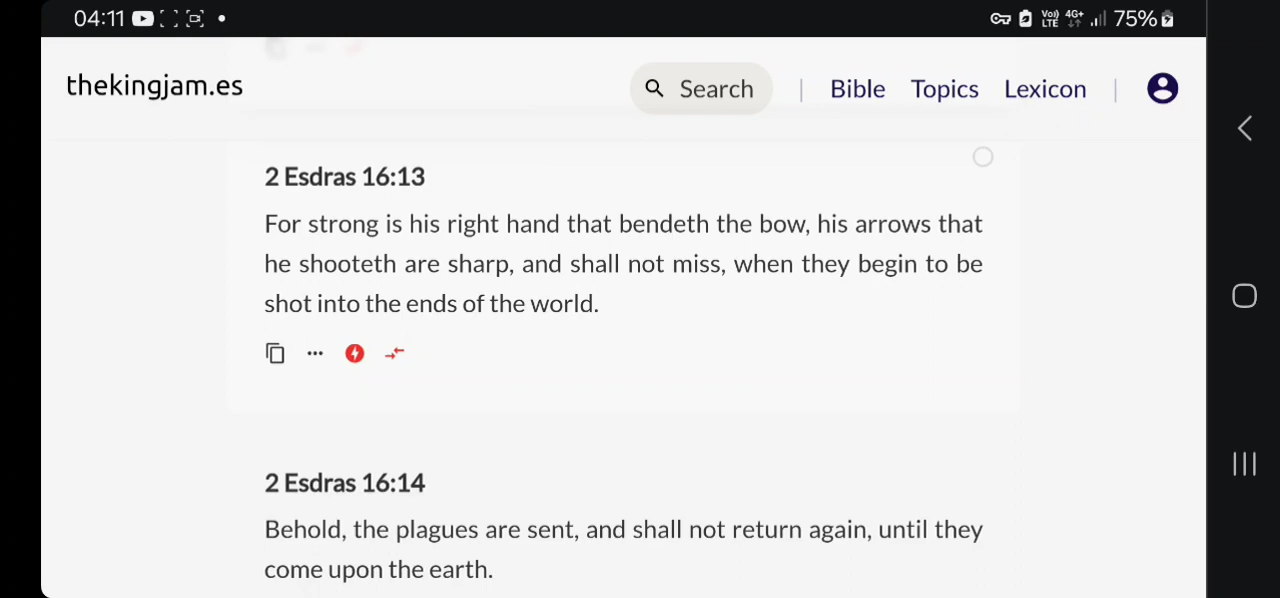 04:11 Vo) LTE 4G+ 75%
thekingjam.es Search | Bible Topics Lexicon |
2 Esdras 16:13
For strong is his right hand that bendeth the bow, his arrows that
he shooteth are sharp, and shall not miss, when they begin to be
shot into the ends of the world.
2 Esdras 16:14
Behold, the plagues are sent, and shall not return again, until they
come upon the earth.